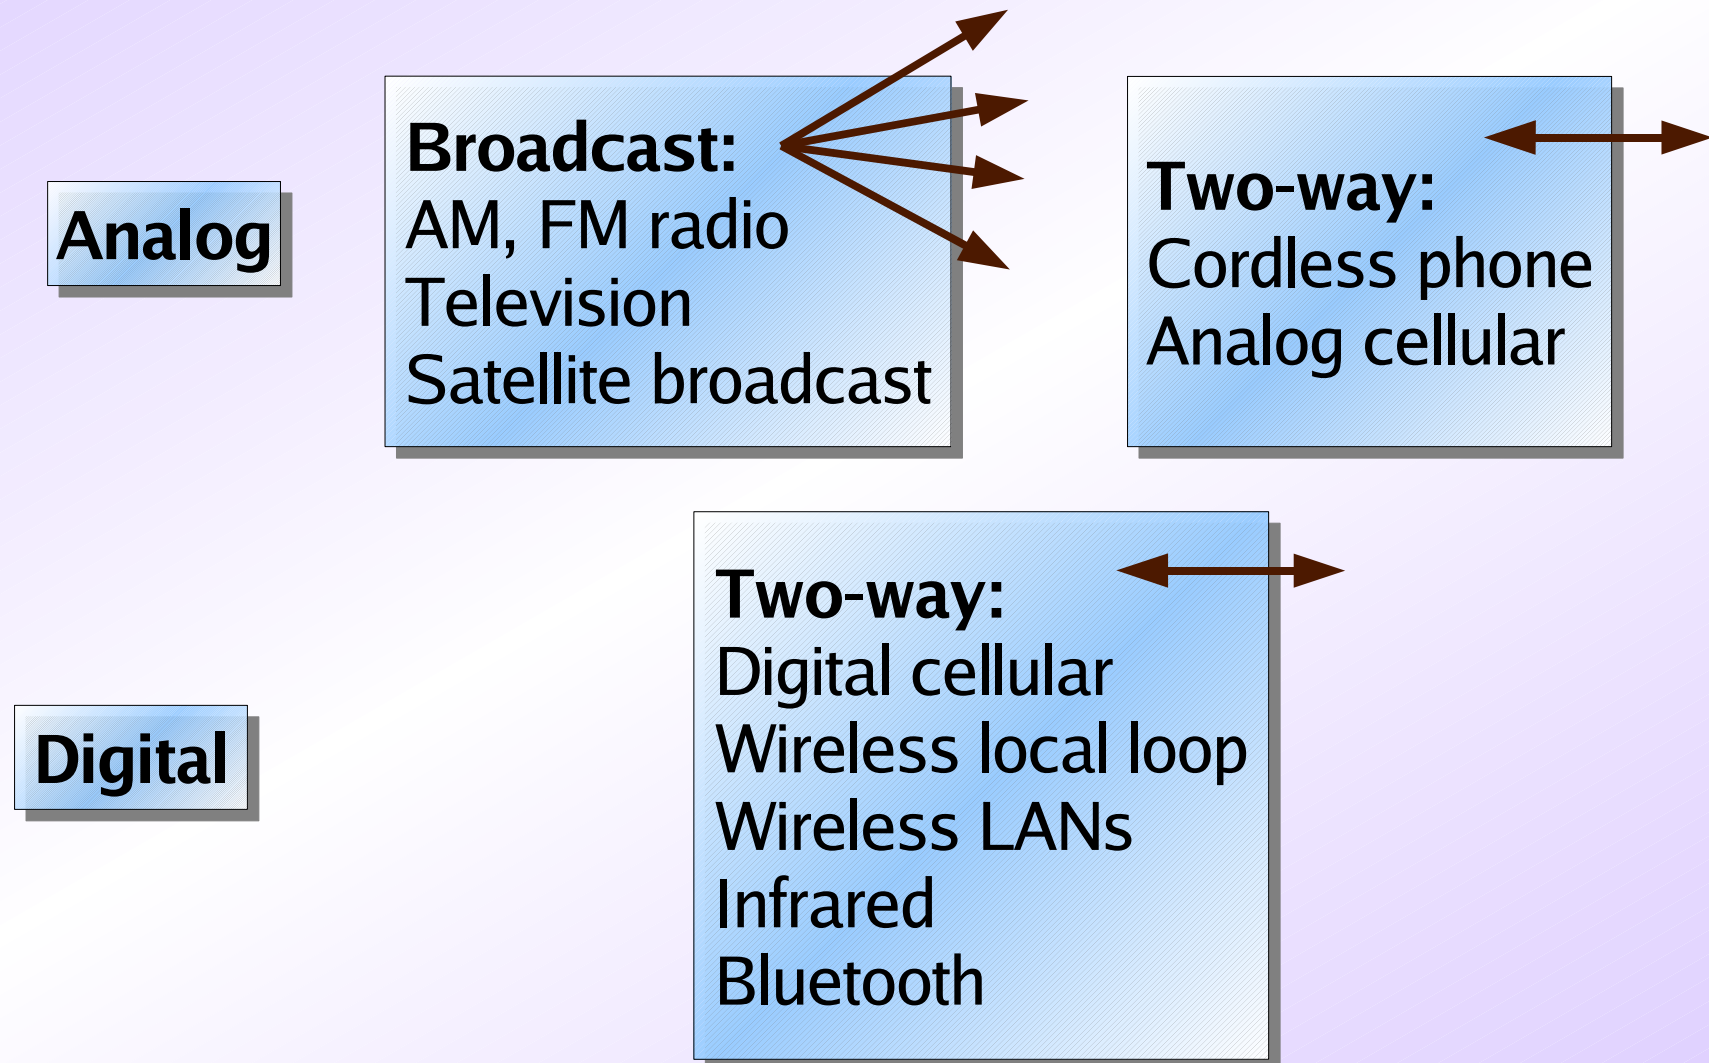 Analog
Broadcast:
AM, FM radio
Television
Satellite broadcast
Two-way:
Cordless phone
Analog cellular
Digital
Two-way:
Digital cellular
Wireless local loop
Wireless LANs
Infrared
Bluetooth